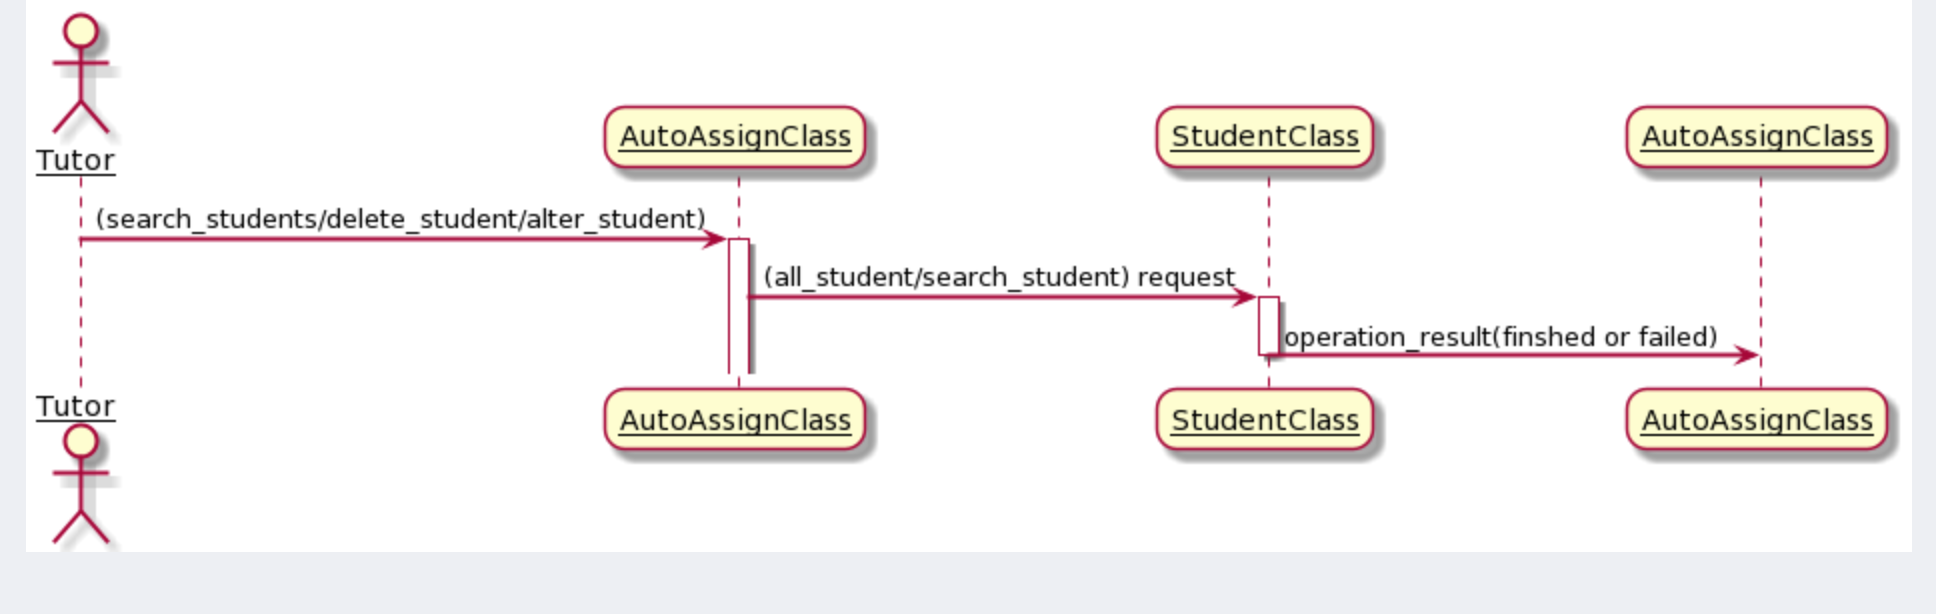 Tutor
AutoAssignClass
StudentClass
AutoAssignClass
(search_students/delete_student/alter_student)
(all_student/search_student) request
operation_result(finshed or failed)
Tutor
AutoAssignClass
StudentClass
AutoAssignClass